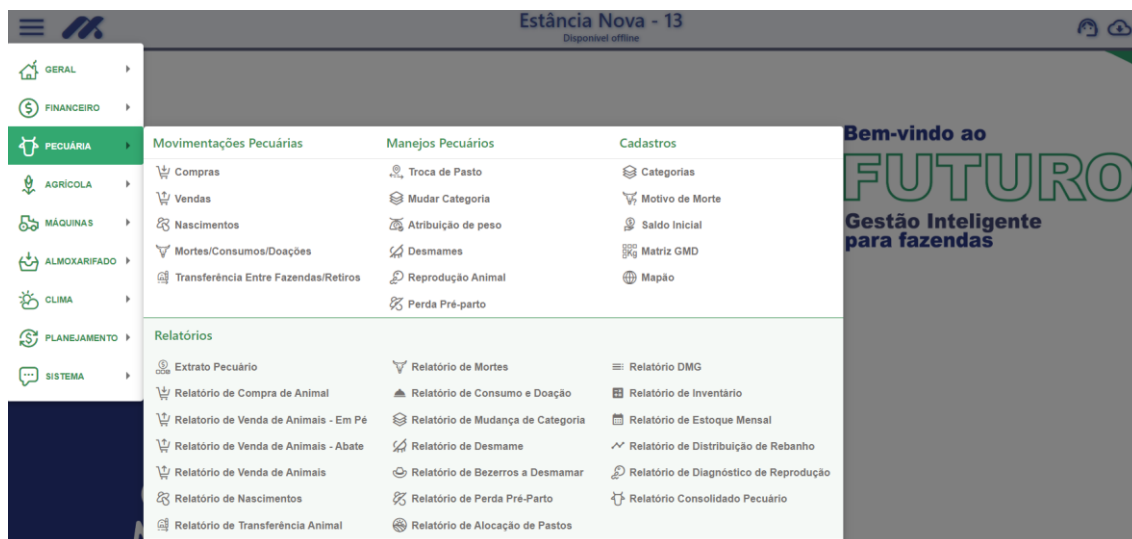 Estância Nova - 13
Disponível offline
GERAL
FINANCEIRO
PECUÁRIA
AGRÍCOLA
MÁQUINAS
ALMOXARIFADO
CLIMA
PLANEJAMENTO
SISTEMA
Movimentações Pecuárias
Compras
Vendas
Nascimentos
Mortes/Consumos/Doações
Transferência Entre Fazendas/Retiros
Manejos Pecuários
Troca de Pasto
Mudar Categoria
Atribuição de peso
Desmames
Reprodução Animal
Perda Pré-parto
Cadastros
Categorias
Motivo de Morte
Saldo Inicial
Matriz GMD
Mapão
Relatórios
Extrato Pecuário
Relatório de Compra de Animal
Relatorio de Venda de Animais - Em Pé
Relatório de Venda de Animais - Abate
Relatório de Venda de Animais
Relatório de Nascimentos
Relatório de Transferência Animal
Relatório de Mortes
Relatório de Consumo e Doação
Relatório de Mudança de Categoria
Relatório de Desmame
Relatório de Bezerros a Desmamar
Relatório de Perda Pré-Parto
Relatório de Alocação de Pastos
Relatório DMG
Relatório de Inventário
Relatório de Estoque Mensal
Relatório de Distribuição de Rebanho
Relatório de Diagnóstico de Reprodução
Relatório Consolidado Pecuário
Bem-vindo ao
FUTURO
Gestão Inteligente
para fazendas